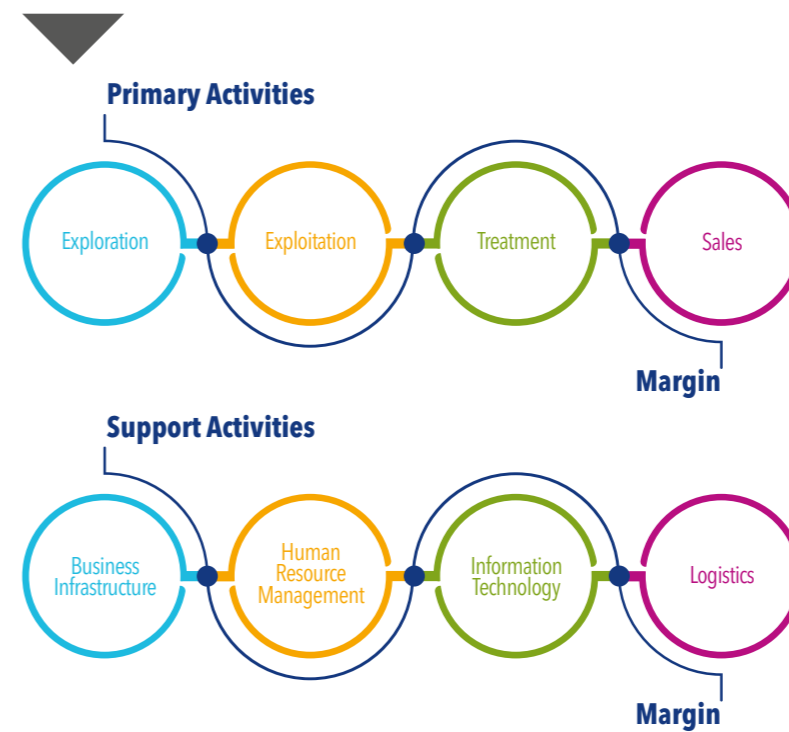 Primary Activities
Exploration
Exploitation
Treatment
Sales
Margin
Support Activities
Business
Infrastructure
Human
Resource
Management
Information
Technology
Logistics
Margin